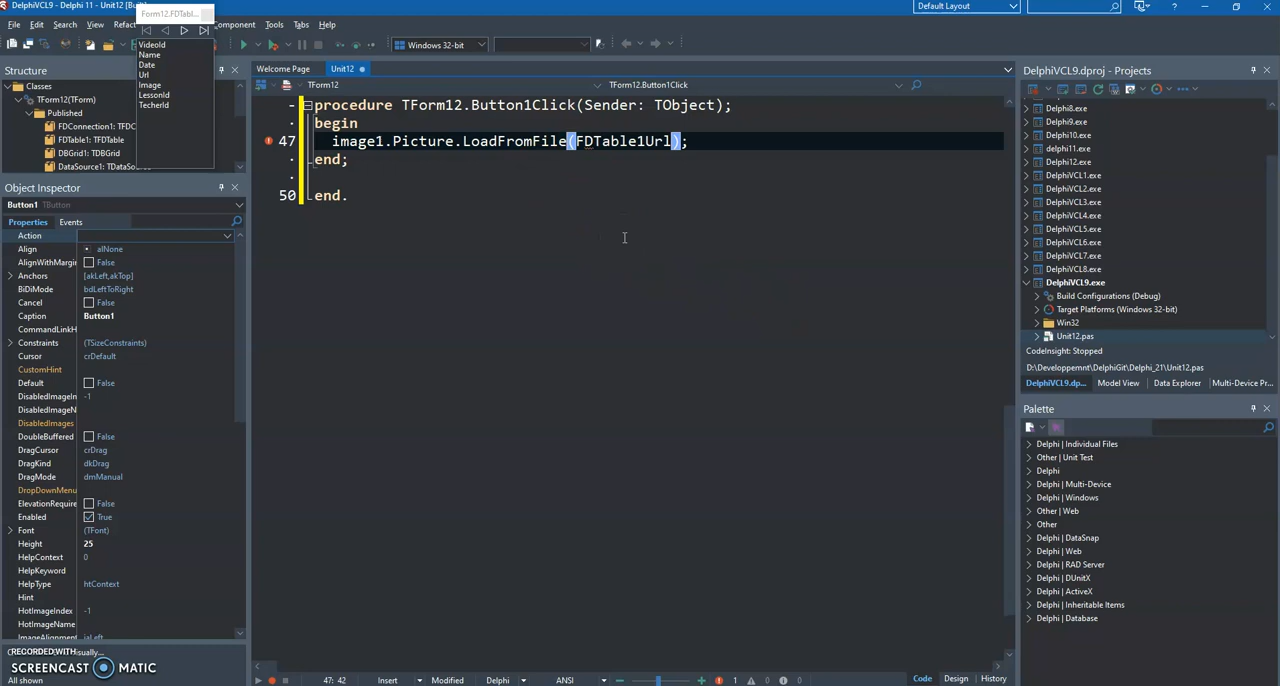 DelphiVCL9 - Delphi 11 - Unit12 [Built]
Default Layout
Form12.FDTabl...
VideoId
Name
Date
Url
Image
LessonId
TecherId
File Edit Search View Refact Component Tools Tabs Help
Windows 32-bit
Structure
Classes
TForm12(TForm)
Published
FDConnection1: TFDC
FDTable1: TFDTable
DBGrid1: TDBGrid
DataSource1: TDataSource
Object Inspector
Button1 TButton
Properties Events
Action
Align alNone
AlignWithMargin False
Anchors [akLeft,akTop]
BiDiMode bdLeftToRight
Cancel False
Caption Button1
CommandLinkH
Constraints (TSizeConstraints)
Cursor crDefault
CustomHint
Default False
DisabledImageIn -1
DisabledImageN
DisabledImages
DoubleBuffered False
DragCursor crDrag
DragKind dkDrag
DragMode dmManual
DropDownMenu
ElevationRequire False
Enabled True
Font (TFont)
Height 25
HelpContext 0
HelpKeyword
HelpType htContext
Hint
HotImageIndex -1
HotImageName
ImageAlignment iaLeft
RECORDED WITH
SCREENCAST MATIC
All shown
Welcome Page Unit12
TForm12 TForm12.Button1Click
procedure TForm12.Button1Click(Sender: TObject);
begin
47 image1.Picture.LoadFromFile(FDTable1Url);
end;
50 end.
47: 42 Insert Modified Delphi ANSI 1 0 0 Code Design History
DelphiVCL9.dproj - Projects
Delphi8.exe
Delphi9.exe
Delphi10.exe
delphi11.exe
Delphi12.exe
DelphiVCL1.exe
DelphiVCL2.exe
DelphiVCL3.exe
DelphiVCL4.exe
DelphiVCL5.exe
DelphiVCL6.exe
DelphiVCL7.exe
DelphiVCL8.exe
DelphiVCL9.exe
Build Configurations (Debug)
Target Platforms (Windows 32-bit)
Win32
Unit12.pas
CodeInsight: Stopped
D:\Developpemnt\DelphiGit\Delphi_21\Unit12.pas
DelphiVCL9.dp... Model View Data Explorer Multi-Device Pr...
Palette
Delphi | Individual Files
Other | Unit Test
Delphi
Delphi | Multi-Device
Delphi | Windows
Other | Web
Other
Delphi | DataSnap
Delphi | Web
Delphi | RAD Server
Delphi | DUnitX
Delphi | ActiveX
Delphi | Inheritable Items
Delphi | Database